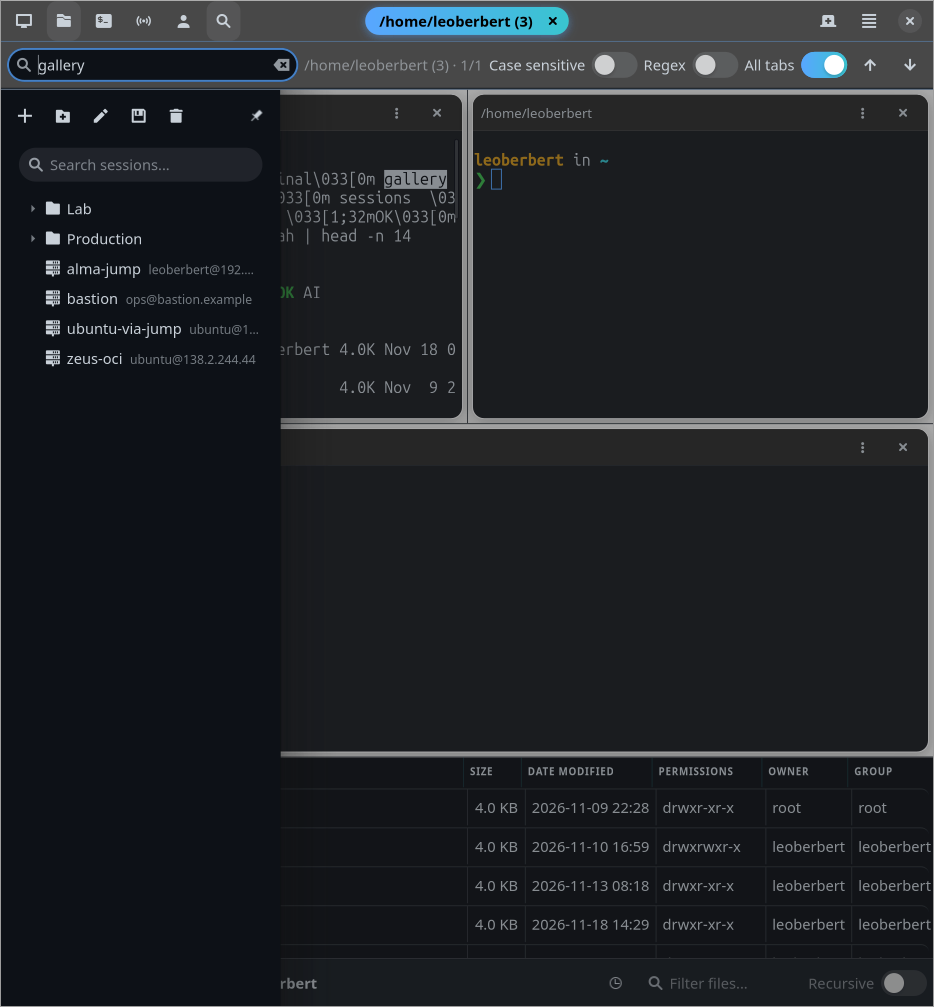 /home/leoberbert (3)
gallery
/home/leoberbert (3) · 1/1
Case sensitive
Regex
All tabs
Search sessions...
Lab
Production
alma-jump leoberbert@192....
bastion ops@bastion.example
ubuntu-via-jump ubuntu@1...
zeus-oci ubuntu@138.2.244.44
inal\033[0m gallery
033[0m sessions \03
\033[1;32mOK\033[0m
ah | head -n 14
OK AI
erbert 4.0K Nov 18 0
4.0K Nov 9 2
/home/leoberbert
leoberbert in ~
❯
SIZE DATE MODIFIED PERMISSIONS OWNER GROUP
4.0 KB 2026-11-09 22:28 drwxr-xr-x root root
4.0 KB 2026-11-10 16:59 drwxrwxr-x leoberbert leoberbert
4.0 KB 2026-11-13 08:18 drwxr-xr-x leoberbert leoberbert
4.0 KB 2026-11-18 14:29 drwxr-xr-x leoberbert leoberbert
rbert
Filter files...
Recursive